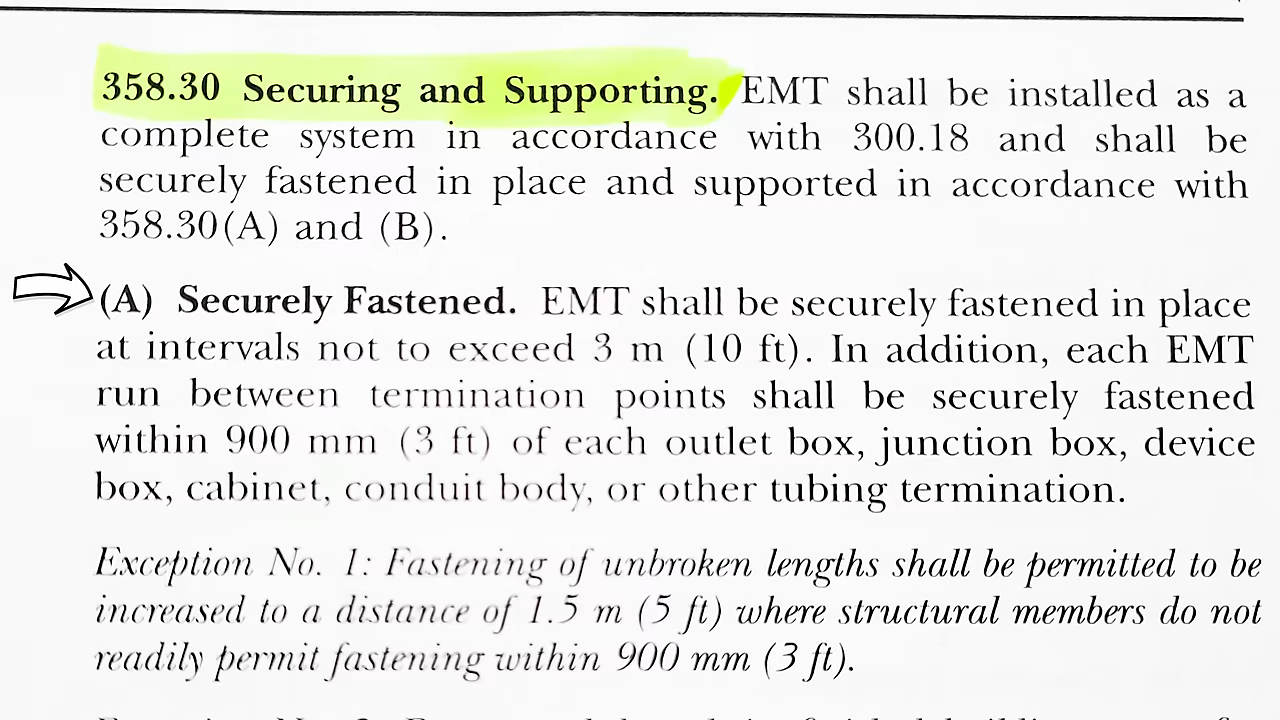 358.30 Securing and Supporting. EMT shall be installed as a
complete system in accordance with 300.18 and shall be
securely fastened in place and supported in accordance with
358.30(A) and (B).
(A) Securely Fastened. EMT shall be securely fastened in place
at intervals not to exceed 3 m (10 ft). In addition, each EMT
run between termination points shall be securely fastened
within 900 mm (3 ft) of each outlet box, junction box, device
box, cabinet, conduit body, or other tubing termination.
Exception No. 1: Fastening of unbroken lengths shall be permitted to be
increased to a distance of 1.5 m (5 ft) where structural members do not
readily permit fastening within 900 mm (3 ft).